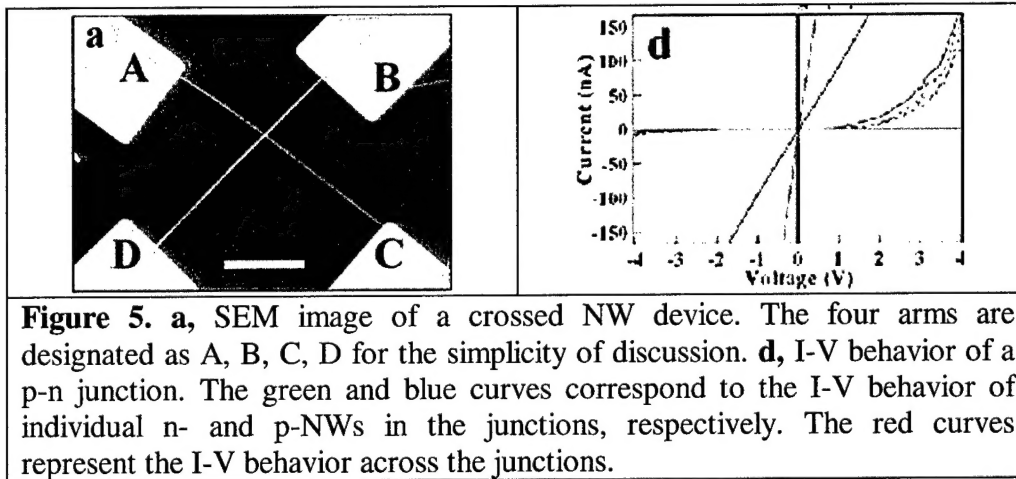 a
A
B
D
C
d
Current (nA)
150
100
50
0
-50
-100
-150
-4 -3 -2 -1 0 1 2 3 4
Voltage (V)
Figure 5. a, SEM image of a crossed NW device. The four arms are
designated as A, B, C, D for the simplicity of discussion. d, I-V behavior of a
p-n junction. The green and blue curves correspond to the I-V behavior of
individual n- and p-NWs in the junctions, respectively. The red curves
represent the I-V behavior across the junctions.